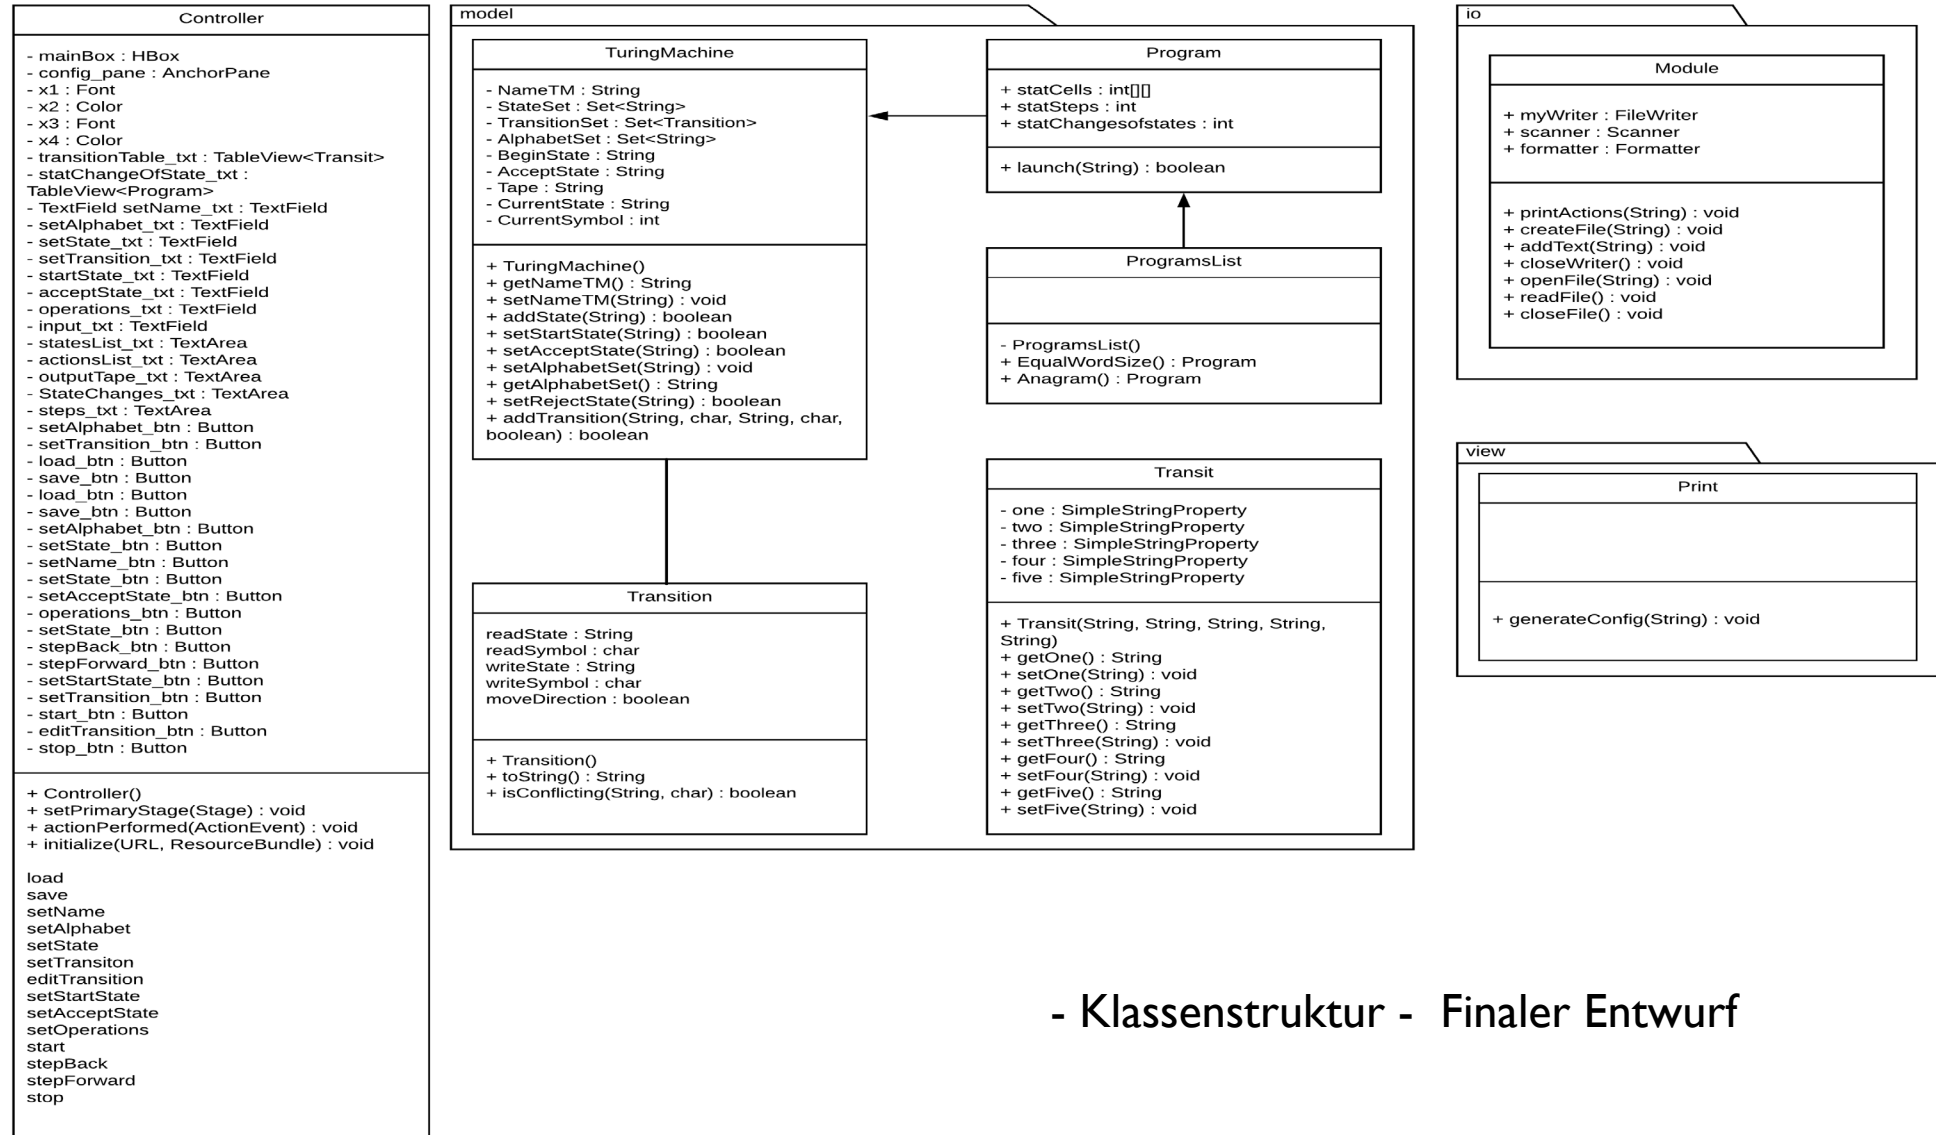 Controller
- mainBox : HBox
- config_pane : AnchorPane
- x1 : Font
- x2 : Color
- x3 : Font
- x4 : Color
- transitionTable_txt : TableView<Transit>
- statChangeOfState_txt :
TableView<Program>
- TextField setName_txt : TextField
- setAlphabet_txt : TextField
- setState_txt : TextField
- setTransition_txt : TextField
- startState_txt : TextField
- acceptState_txt : TextField
- operations_txt : TextField
- input_txt : TextField
- statesList_txt : TextArea
- actionsList_txt : TextArea
- outputTape_txt : TextArea
- StateChanges_txt : TextArea
- steps_txt : TextArea
- setAlphabet_btn : Button
- setTransition_btn : Button
- load_btn : Button
- save_btn : Button
- load_btn : Button
- save_btn : Button
- setAlphabet_btn : Button
- setState_btn : Button
- setName_btn : Button
- setState_btn : Button
- setAcceptState_btn : Button
- operations_btn : Button
- setState_btn : Button
- stepBack_btn : Button
- stepForward_btn : Button
- setStartState_btn : Button
- setTransition_btn : Button
- start_btn : Button
- editTransition_btn : Button
- stop_btn : Button
+ Controller()
+ setPrimaryStage(Stage) : void
+ actionPerformed(ActionEvent) : void
+ initialize(URL, ResourceBundle) : void
load
save
setName
setAlphabet
setState
setTransiton
editTransition
setStartState
setAcceptState
setOperations
start
stepBack
stepForward
stop
model
TuringMachine
- NameTM : String
- StateSet : Set<String>
- TransitionSet : Set<Transition>
- AlphabetSet : Set<String>
- BeginState : String
- AcceptState : String
- Tape : String
- CurrentState : String
- CurrentSymbol : int
+ TuringMachine()
+ getNameTM() : String
+ setNameTM(String) : void
+ addState(String) : boolean
+ setStartState(String) : boolean
+ setAcceptState(String) : boolean
+ setAlphabetSet(String) : void
+ getAlphabetSet() : String
+ setRejectState(String) : boolean
+ addTransition(String, char, String, char,
boolean) : boolean
Transition
readState : String
readSymbol : char
writeState : String
writeSymbol : char
moveDirection : boolean
+ Transition()
+ toString() : String
+ isConflicting(String, char) : boolean
Program
+ statCells : int[][]
+ statSteps : int
+ statChangesofstates : int
+ launch(String) : boolean
ProgramsList
- ProgramsList()
+ EqualWordSize() : Program
+ Anagram() : Program
Transit
- one : SimpleStringProperty
- two : SimpleStringProperty
- three : SimpleStringProperty
- four : SimpleStringProperty
- five : SimpleStringProperty
+ Transit(String, String, String, String,
String)
+ getOne() : String
+ setOne(String) : void
+ getTwo() : String
+ setTwo(String) : void
+ getThree() : String
+ setThree(String) : void
+ getFour() : String
+ setFour(String) : void
+ getFive() : String
+ setFive(String) : void
io
Module
+ myWriter : FileWriter
+ scanner : Scanner
+ formatter : Formatter
+ printActions(String) : void
+ createFile(String) : void
+ addText(String) : void
+ closeWriter() : void
+ openFile(String) : void
+ readFile() : void
+ closeFile() : void
view
Print
+ generateConfig(String) : void
- Klassenstruktur - Finaler Entwurf